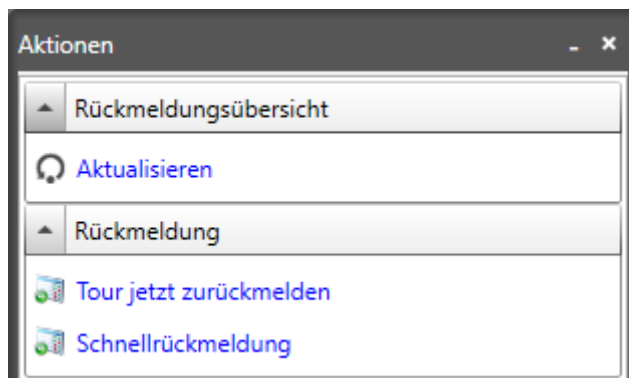 Aktionen
Rückmeldungsübersicht
Aktualisieren
Rückmeldung
Tour jetzt zurückmelden
Schnellrückmeldung